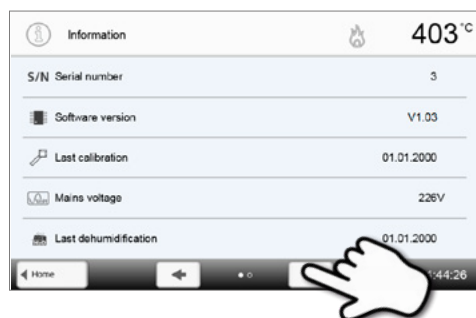 Information
403°C
S/N Serial number 3
Software version V1.03
Last calibration 01.01.2000
Mains voltage 226V
Last dehumidification 01.01.2000
Home :44:26